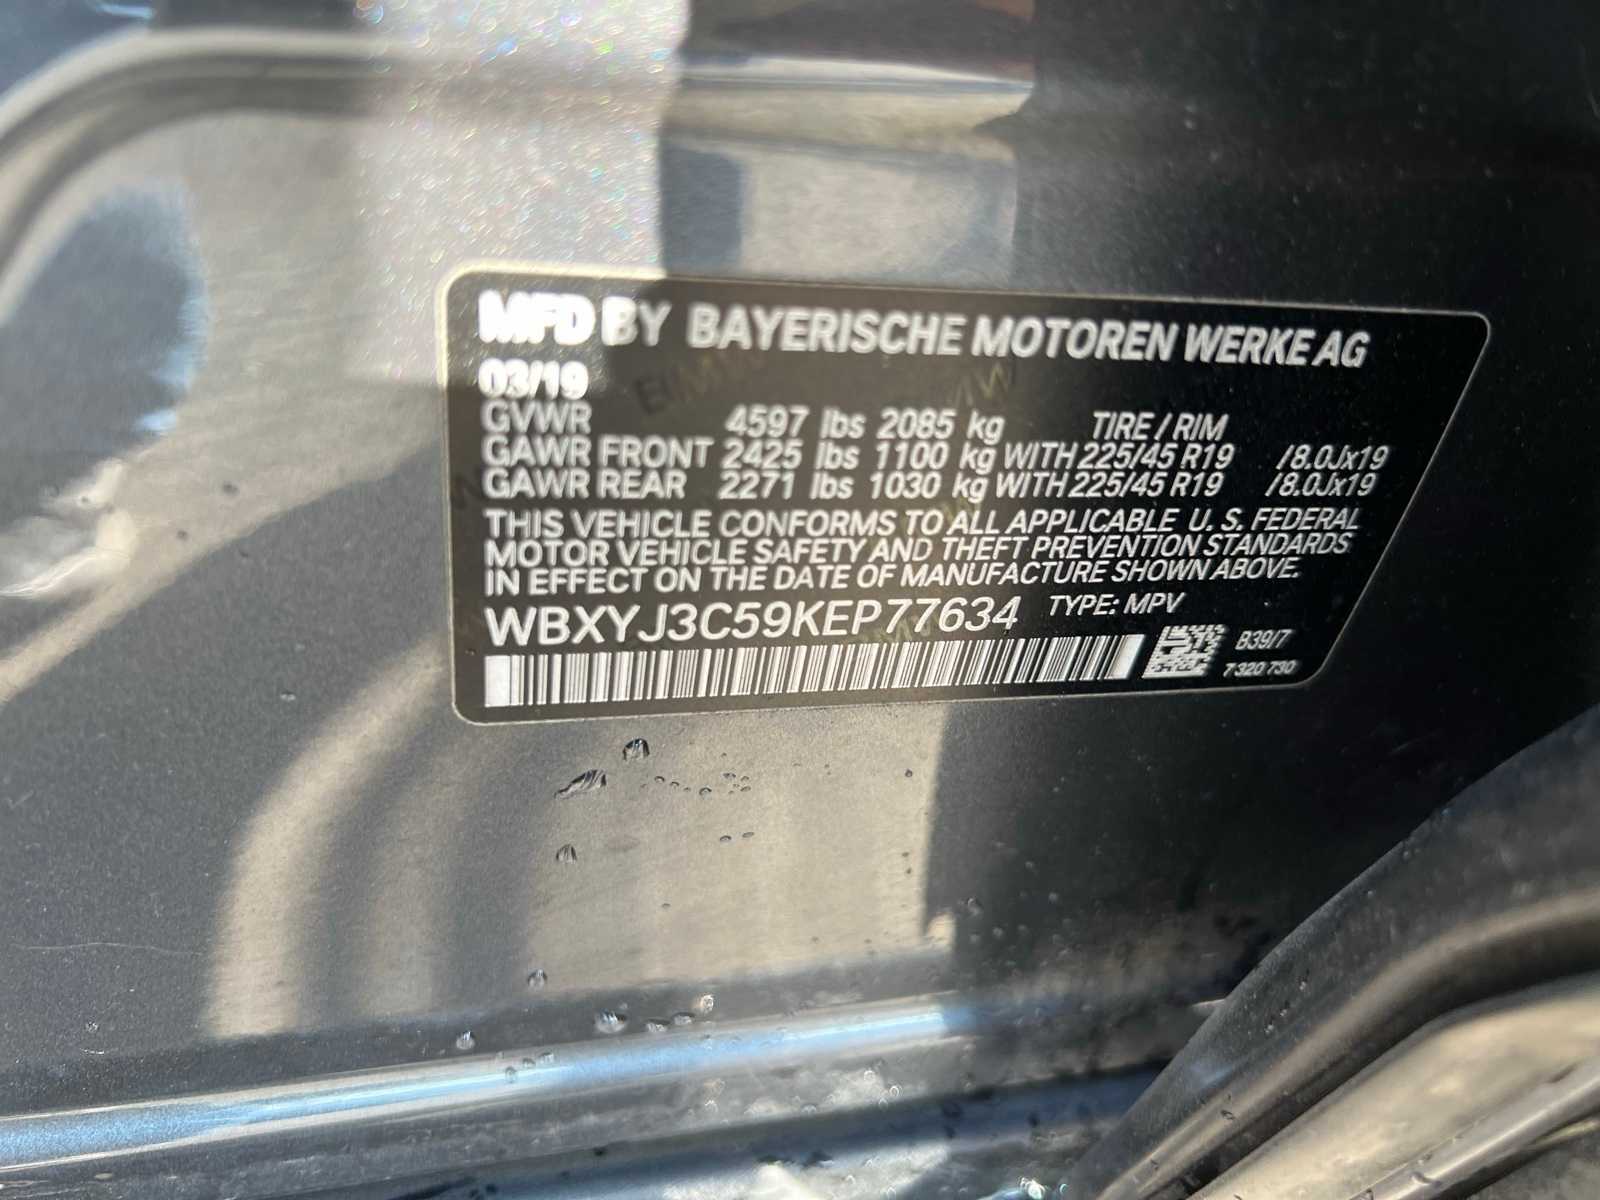 MFD BY BAYERISCHE MOTOREN WERKE AG
03/19
GVWR 4597 lbs 2085 kg TIRE / RIM
GAWR FRONT 2425 lbs 1100 kg WITH 225/45 R19 /8.0Jx19
GAWR REAR 2271 lbs 1030 kg WITH 225/45 R19 /8.0Jx19
THIS VEHICLE CONFORMS TO ALL APPLICABLE U. S. FEDERAL
MOTOR VEHICLE SAFETY AND THEFT PREVENTION STANDARDS
IN EFFECT ON THE DATE OF MANUFACTURE SHOWN ABOVE.
WBXYJ3C59KEP77634 TYPE: MPV
B39/7
7 320 730